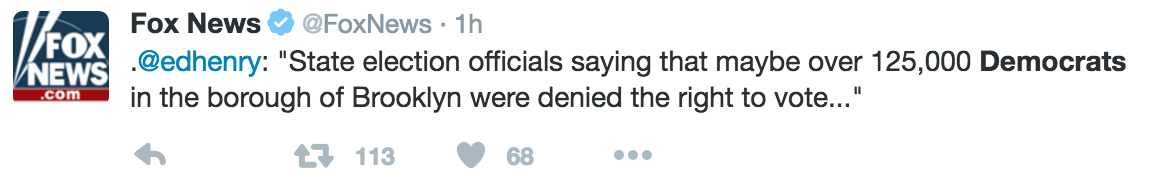 FOX
NEWS
.com
Fox News @FoxNews · 1h
.@edhenry: "State election officials saying that maybe over 125,000 Democrats
in the borough of Brooklyn were denied the right to vote..."
113 68